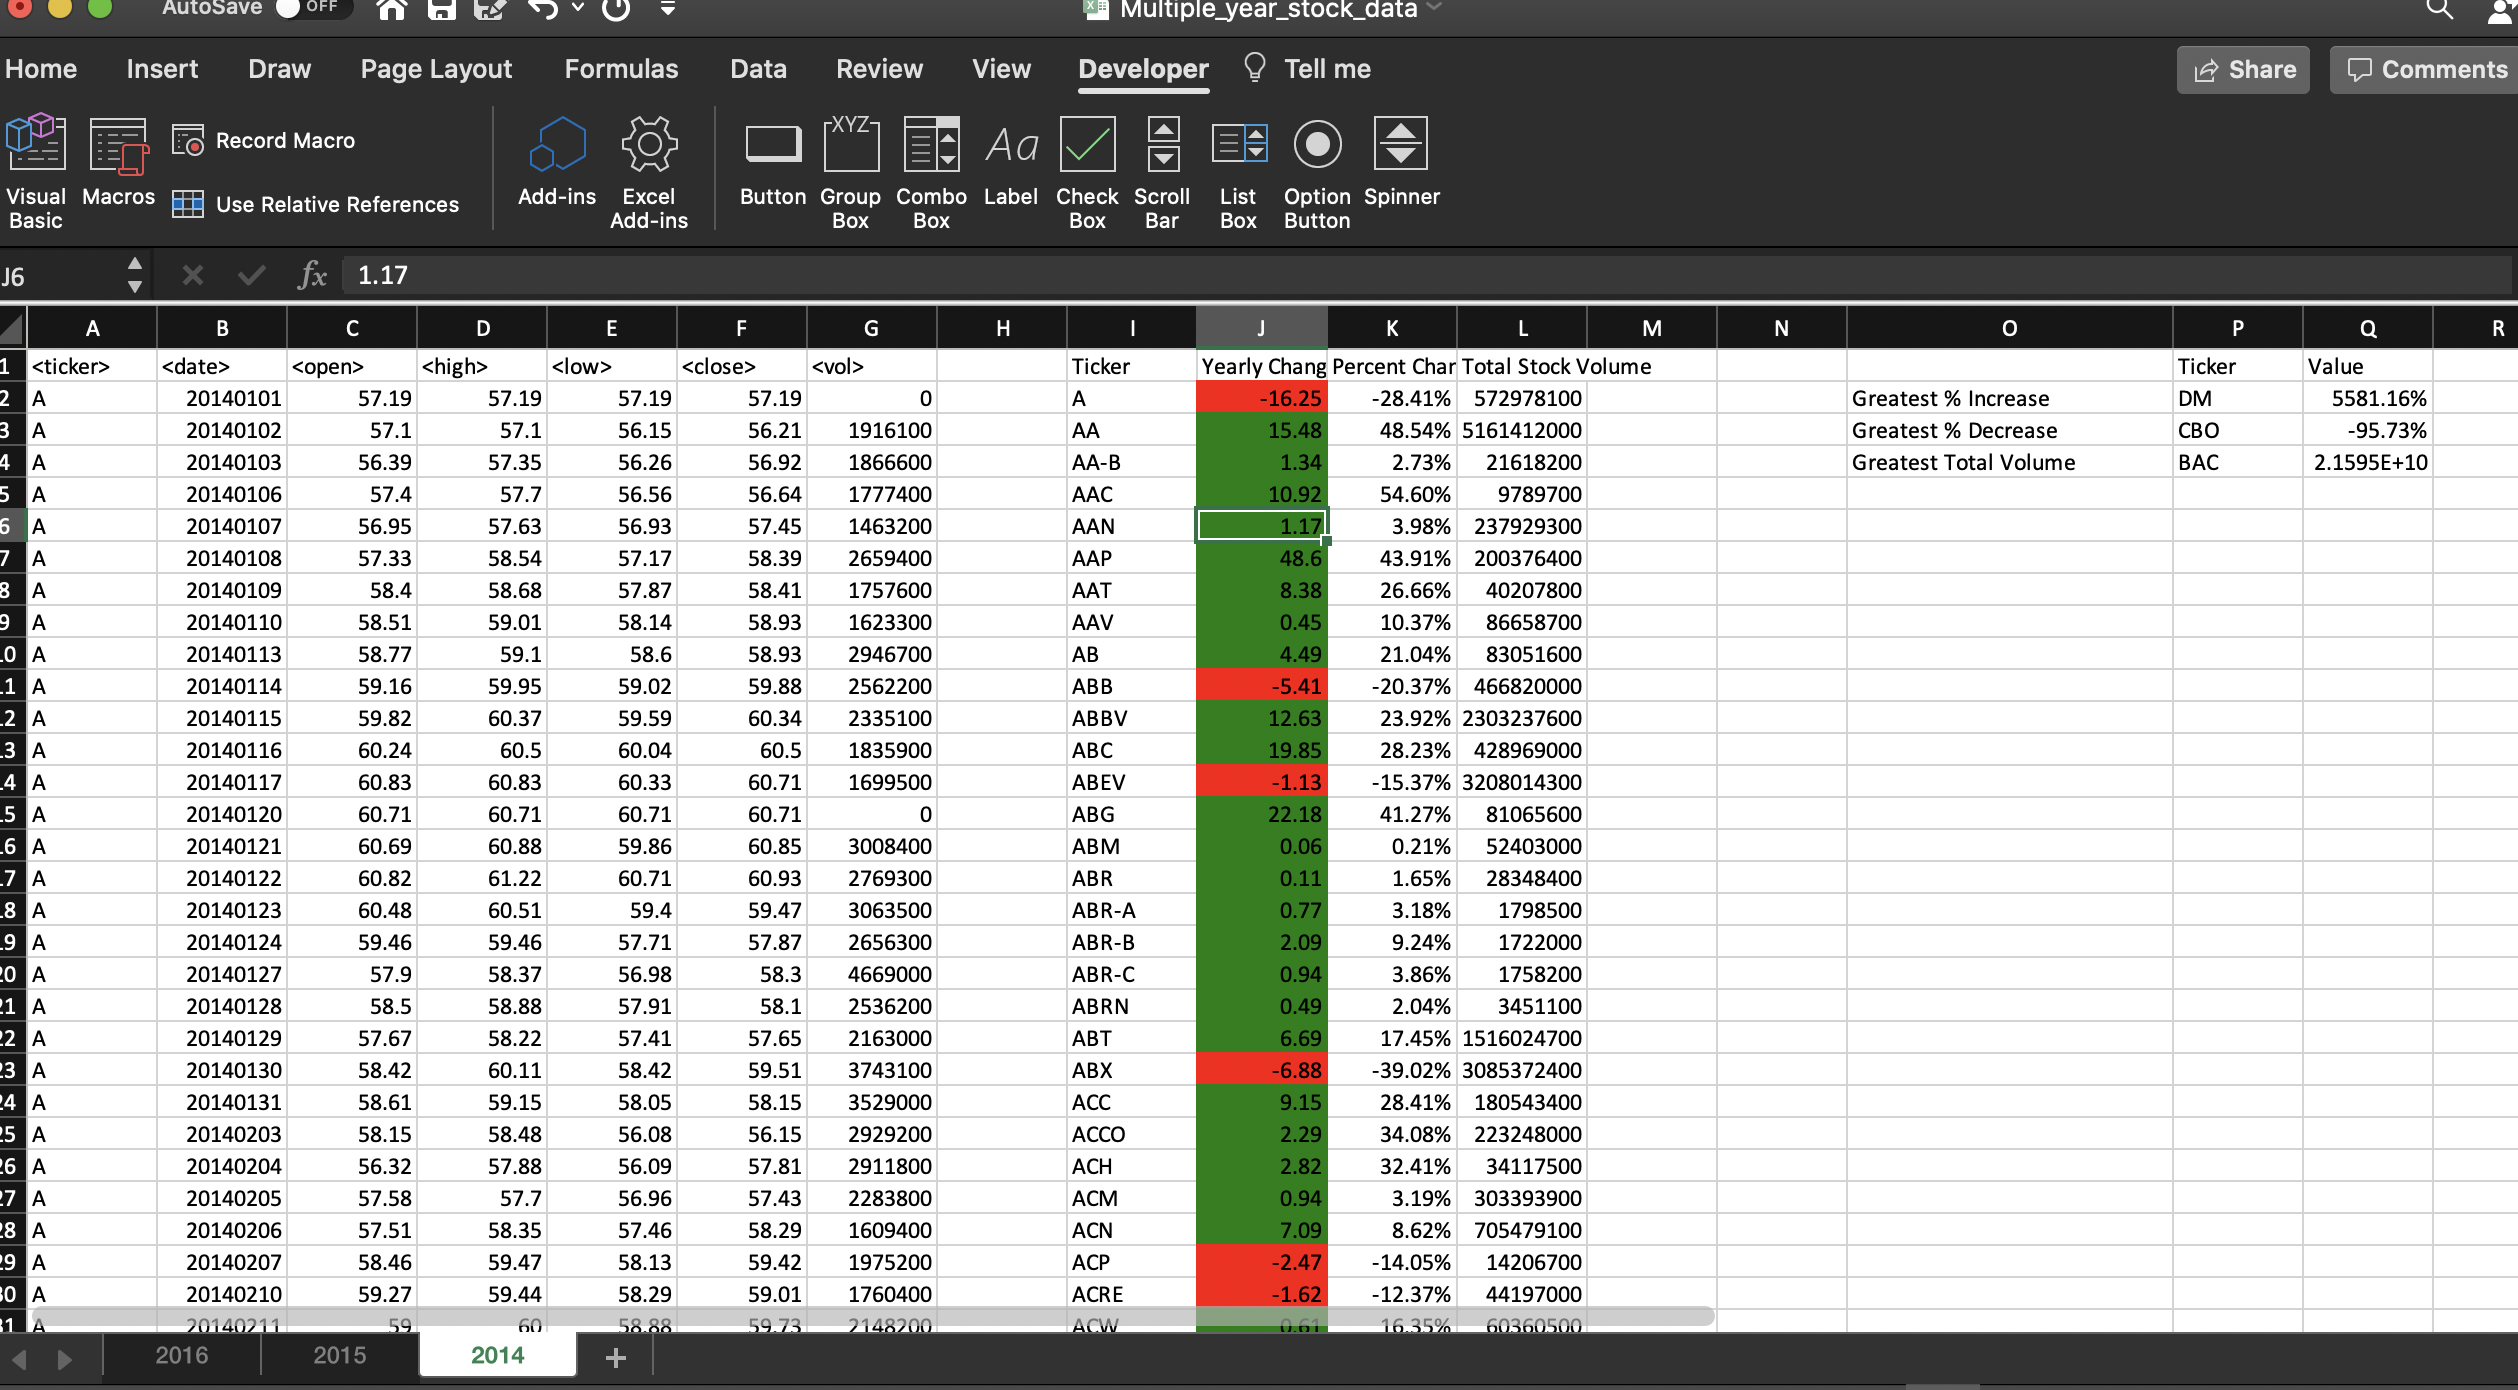 AutoSave OFF Multiple_year_stock_data
Home Insert Draw Page Layout Formulas Data Review View Developer Tell me Share Comments
Visual Basic Macros Record Macro Use Relative References Add-ins Excel Add-ins Button Group Box Combo Box Label Check Box Scroll Bar List Box Option Button Spinner
XYZ Aa
J6 fx 1.17
A B C D E F G H I J K L M N O P Q R
1 <ticker> <date> <open> <high> <low> <close> <vol> Ticker Yearly Chang Percent Char Total Stock Volume Ticker Value
2 A 20140101 57.19 57.19 57.19 57.19 0 A -16.25 -28.41% 572978100 Greatest % Increase DM 5581.16%
3 A 20140102 57.1 57.1 56.15 56.21 1916100 AA 15.48 48.54% 5161412000 Greatest % Decrease CBO -95.73%
4 A 20140103 56.39 57.35 56.26 56.92 1866600 AA-B 1.34 2.73% 21618200 Greatest Total Volume BAC 2.1595E+10
5 A 20140106 57.4 57.7 56.56 56.64 1777400 AAC 10.92 54.60% 9789700
6 A 20140107 56.95 57.63 56.93 57.45 1463200 AAN 1.17 3.98% 237929300
7 A 20140108 57.33 58.54 57.17 58.39 2659400 AAP 48.6 43.91% 200376400
8 A 20140109 58.4 58.68 57.87 58.41 1757600 AAT 8.38 26.66% 40207800
9 A 20140110 58.51 59.01 58.14 58.93 1623300 AAV 0.45 10.37% 86658700
0 A 20140113 58.77 59.1 58.6 58.93 2946700 AB 4.49 21.04% 83051600
1 A 20140114 59.16 59.95 59.02 59.88 2562200 ABB -5.41 -20.37% 466820000
2 A 20140115 59.82 60.37 59.59 60.34 2335100 ABBV 12.63 23.92% 2303237600
3 A 20140116 60.24 60.5 60.04 60.5 1835900 ABC 19.85 28.23% 428969000
4 A 20140117 60.83 60.83 60.33 60.71 1699500 ABEV -1.13 -15.37% 3208014300
5 A 20140120 60.71 60.71 60.71 60.71 0 ABG 22.18 41.27% 81065600
6 A 20140121 60.69 60.88 59.86 60.85 3008400 ABM 0.06 0.21% 52403000
7 A 20140122 60.82 61.22 60.71 60.93 2769300 ABR 0.11 1.65% 28348400
8 A 20140123 60.48 60.51 59.4 59.47 3063500 ABR-A 0.77 3.18% 1798500
9 A 20140124 59.46 59.46 57.71 57.87 2656300 ABR-B 2.09 9.24% 1722000
20 A 20140127 57.9 58.37 56.98 58.3 4669000 ABR-C 0.94 3.86% 1758200
21 A 20140128 58.5 58.88 57.91 58.1 2536200 ABRN 0.49 2.04% 3451100
22 A 20140129 57.67 58.22 57.41 57.65 2163000 ABT 6.69 17.45% 1516024700
23 A 20140130 58.42 60.11 58.42 59.51 3743100 ABX -6.88 -39.02% 3085372400
24 A 20140131 58.61 59.15 58.05 58.15 3529000 ACC 9.15 28.41% 180543400
25 A 20140203 58.15 58.48 56.08 56.15 2929200 ACCO 2.29 34.08% 223248000
26 A 20140204 56.32 57.88 56.09 57.81 2911800 ACH 2.82 32.41% 34117500
27 A 20140205 57.58 57.7 56.96 57.43 2283800 ACM 0.94 3.19% 303393900
28 A 20140206 57.51 58.35 57.46 58.29 1609400 ACN 7.09 8.62% 705479100
29 A 20140207 58.46 59.47 58.13 59.42 1975200 ACP -2.47 -14.05% 14206700
30 A 20140210 59.27 59.44 58.29 59.01 1760400 ACRE -1.62 -12.37% 44197000
31 A 20140211 59 60 58.88 59.73 2148200 ACW 0.61 16.35% 60360500
2016 2015 2014 +